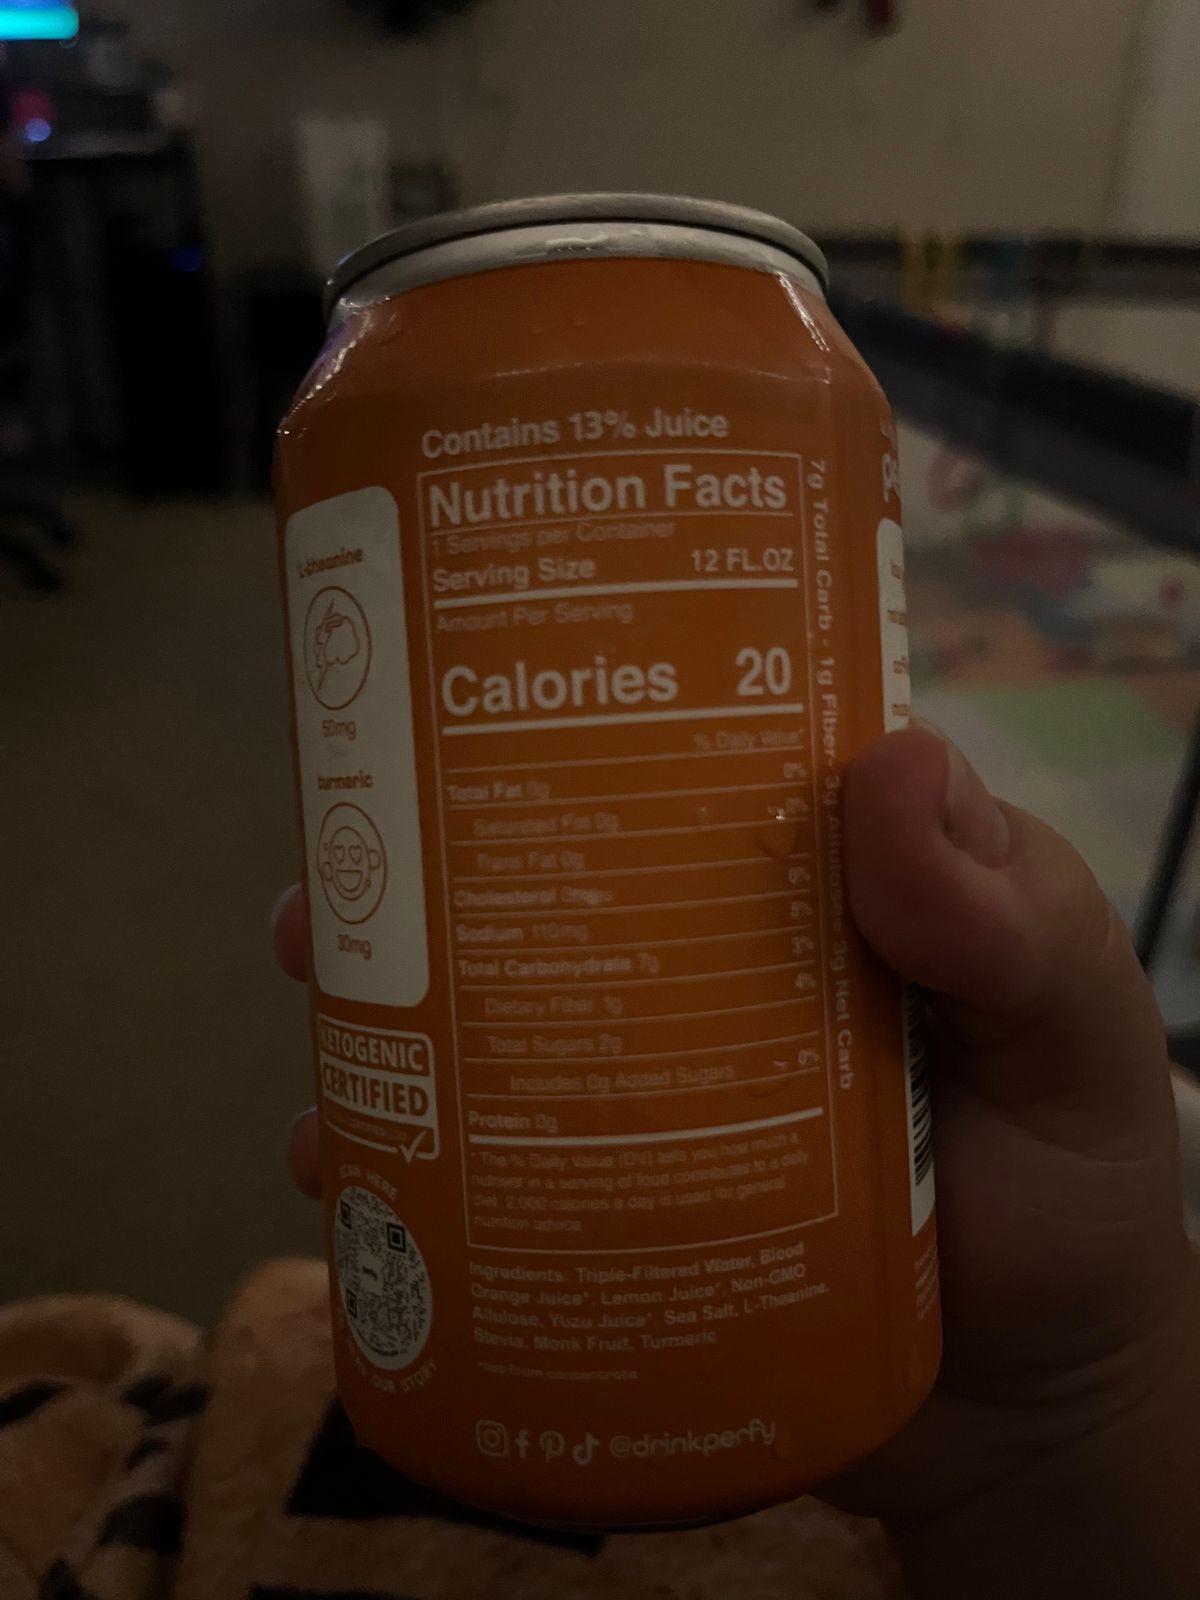 Contains 13% Juice
Nutrition Facts
1 Servings per Container
Serving Size 12 FL.OZ
Amount Per Serving
Calories 20
% Daily Value*
Total Fat 0g 0%
Saturated Fat 0g 0%
Trans Fat 0g
Cholesterol 0%
Sodium 110mg 5%
Total Carbohydrate 7g 3%
Dietary Fiber 1g 4%
Total Sugars 2g
Includes 0g Added Sugars 0%
Protein 0g
* The % Daily Value (DV) tells you how much a
nutrient in a serving of food contributes to a daily
diet. 2,000 calories a day is used for general
nutrition advice
Ingredients: Triple-Filtered Water, Blood
Orange Juice*, Lemon Juice*, Non-GMO
Allulose, Yuzu Juice*, Sea Salt, L-Theanine,
Stevia, Monk Fruit, Turmeric
*not from concentrate
@drinkperfy
7g Total Carb - 1g Fiber- 3g Allulose = 3g Net Carb
L-theanine
50mg
turmeric
30mg
KETOGENIC
CERTIFIED
SCAN HERE
OUR STORY